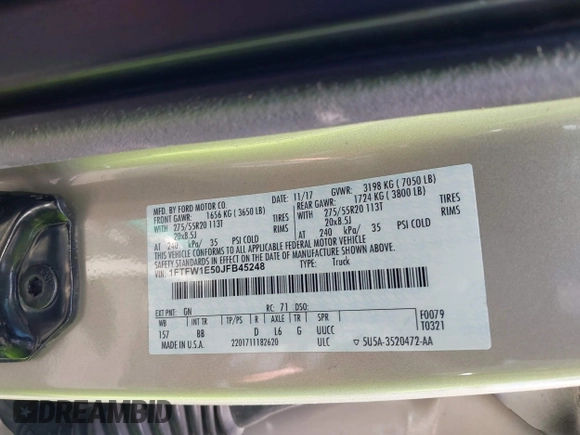 MFD. BY FORD MOTOR CO. DATE: 11/17 GVWR: 3198 KG ( 7050 LB)
FRONT GAWR: 1656 KG ( 3650 LB) REAR GAWR: 1724 KG ( 3800 LB)
WITH 275/55R20 113T TIRES WITH 275/55R20 113T TIRES
20x8.5J RIMS 20x8.5J RIMS
AT 240 kPa/ 35 PSI COLD AT 240 kPa/ 35 PSI COLD
THIS VEHICLE CONFORMS TO ALL APPLICABLE FEDERAL MOTOR VEHICLE
SAFETY STANDARDS IN EFFECT ON THE DATE OF MANUFACTURE SHOWN ABOVE.
VIN: 1FTFW1E50JFB45248 TYPE: Truck
EXT PNT: GN RC: 71 DSO: F0079
WB INT TR TP/PS R AXLE TR SPR T0321
157 BB D L6 G UUCC
MADE IN U.S.A. 2201711182620 ULC ▽ 5U5A-3520472-AA
DREAMBID